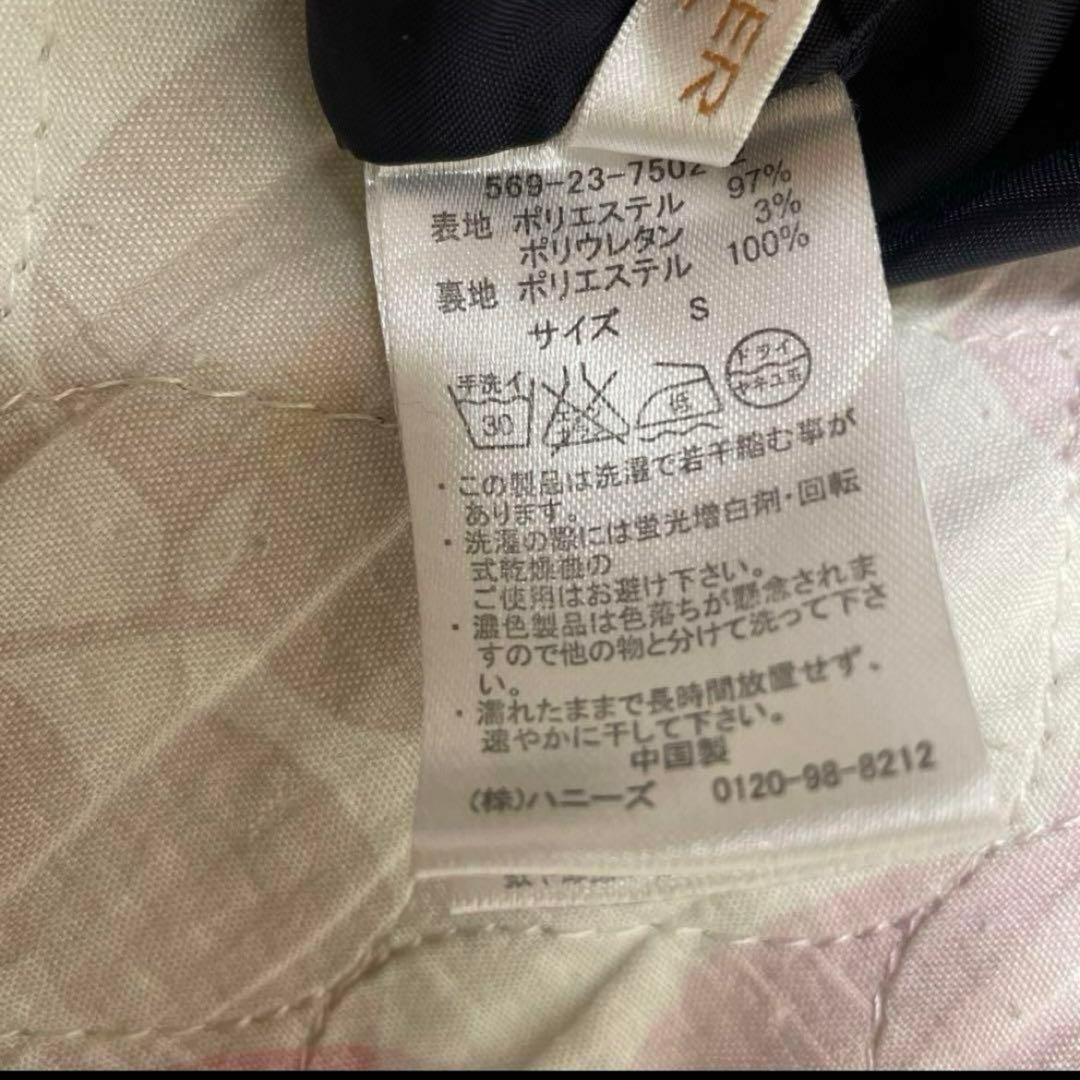 ER
569-23-7502
表地 ポリエステル 97%
ポリウレタン 3%
裏地 ポリエステル 100%
サイズ S
手洗イ
30
低
ドライ
セキユ系
・この製品は洗濯で若干縮む事が
あります。
・洗濯の際には蛍光増白剤・回転
式乾燥機の
ご使用はお避け下さい。
・濃色製品は色落ちが懸念されま
すので他の物と分けて洗って下さ
い。
・濡れたままで長時間放置せず、
速やかに干して下さい。
中国製
(株)ハニーズ 0120-98-8212